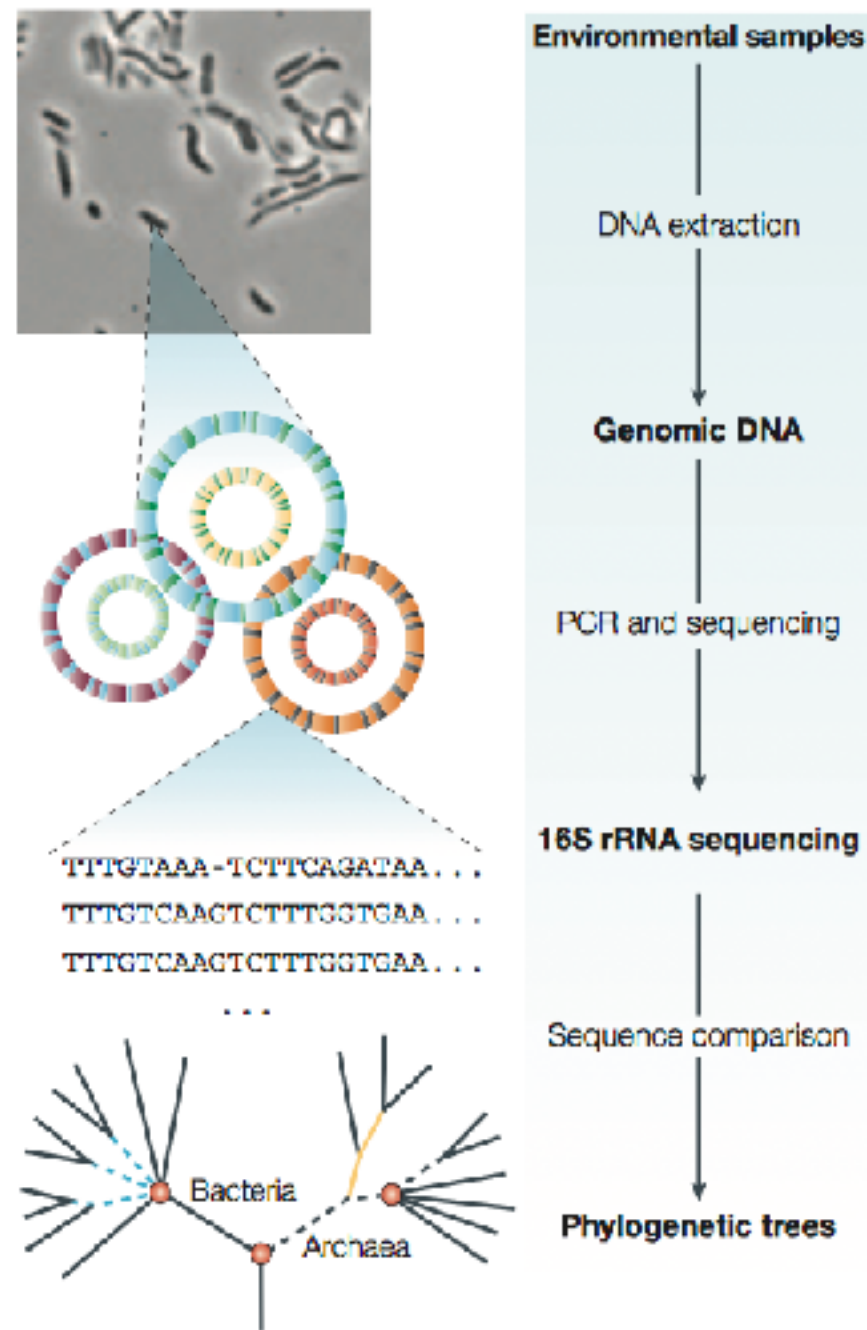 Environmental samples
DNA extraction
Genomic DNA
PCR and sequencing
16S rRNA sequencing
TTTGTAAA-TCTTCAGATAA...
TTTGTCAAGTCTTTGGTGAA...
TTTGTCAAGTCTTTGGTGAA...
...
Sequence comparison
Bacteria
Archaea
Phylogenetic trees